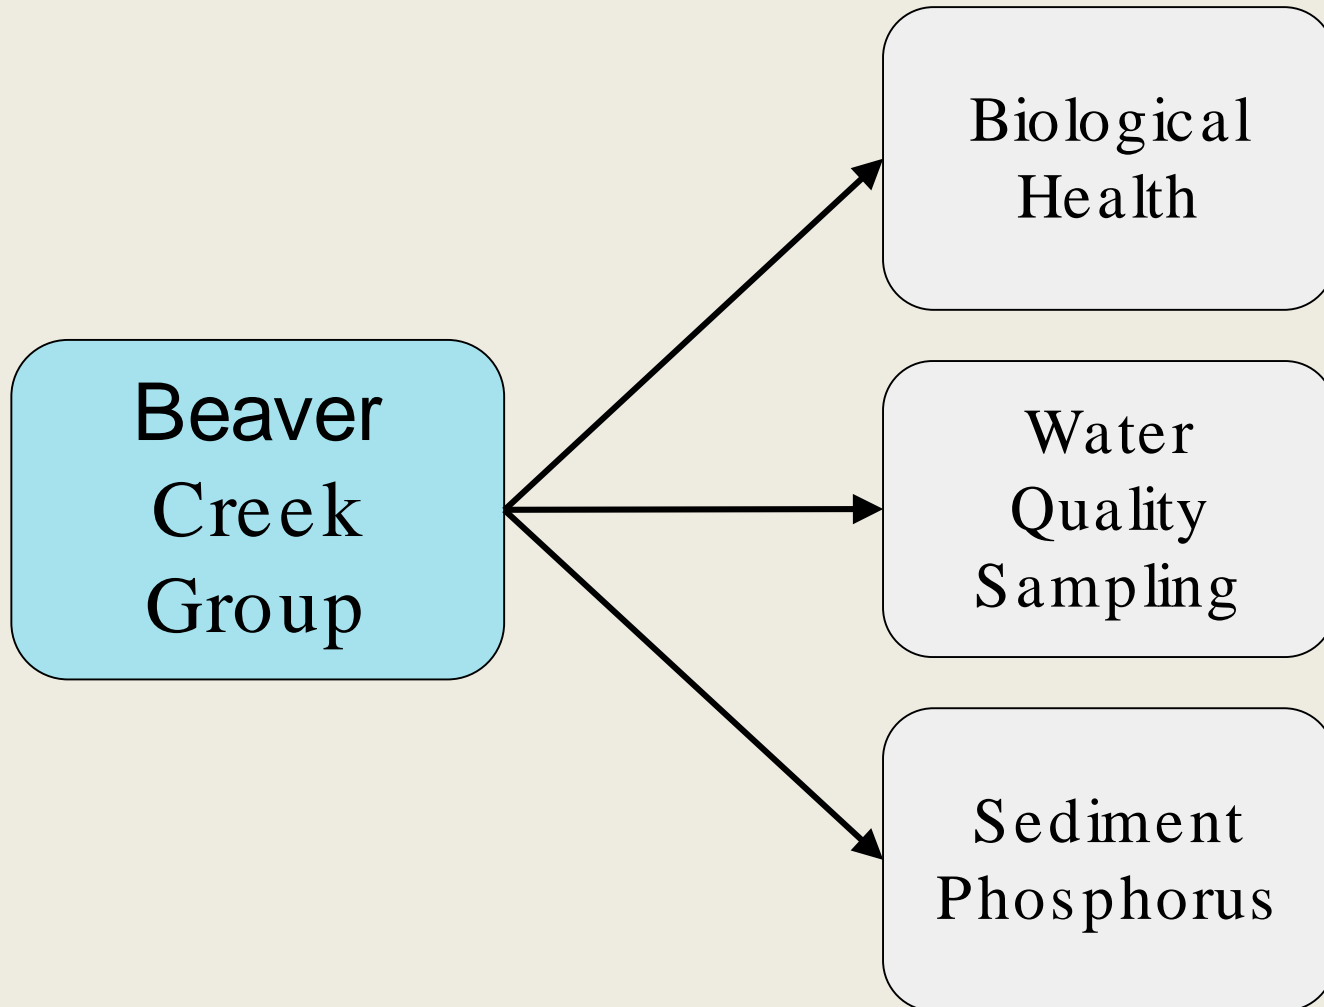 Beaver
Creek
Group
Biological
Health
Water
Quality
Sampling
Sediment
Phosphorus